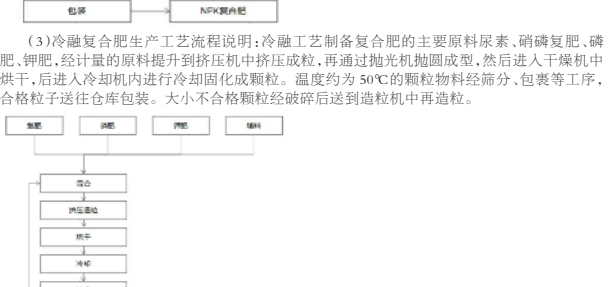 包装
NPK复合肥
(3)冷融复合肥生产工艺流程说明:冷融工艺制备复合肥的主要原料尿素、硝磷复肥、磷
肥、钾肥,经计量的原料提升到挤压机中挤压成粒,再通过抛光机抛圆成型,然后进入干燥机中
烘干,后进入冷却机内进行冷却固化成颗粒。温度约为50℃的颗粒物料经筛分、包裹等工序,
合格粒子送往仓库包装。大小不合格颗粒经破碎后送到造粒机中再造粒。
氮肥
磷肥
钾肥
填料
混合
挤压造粒
烘干
冷却